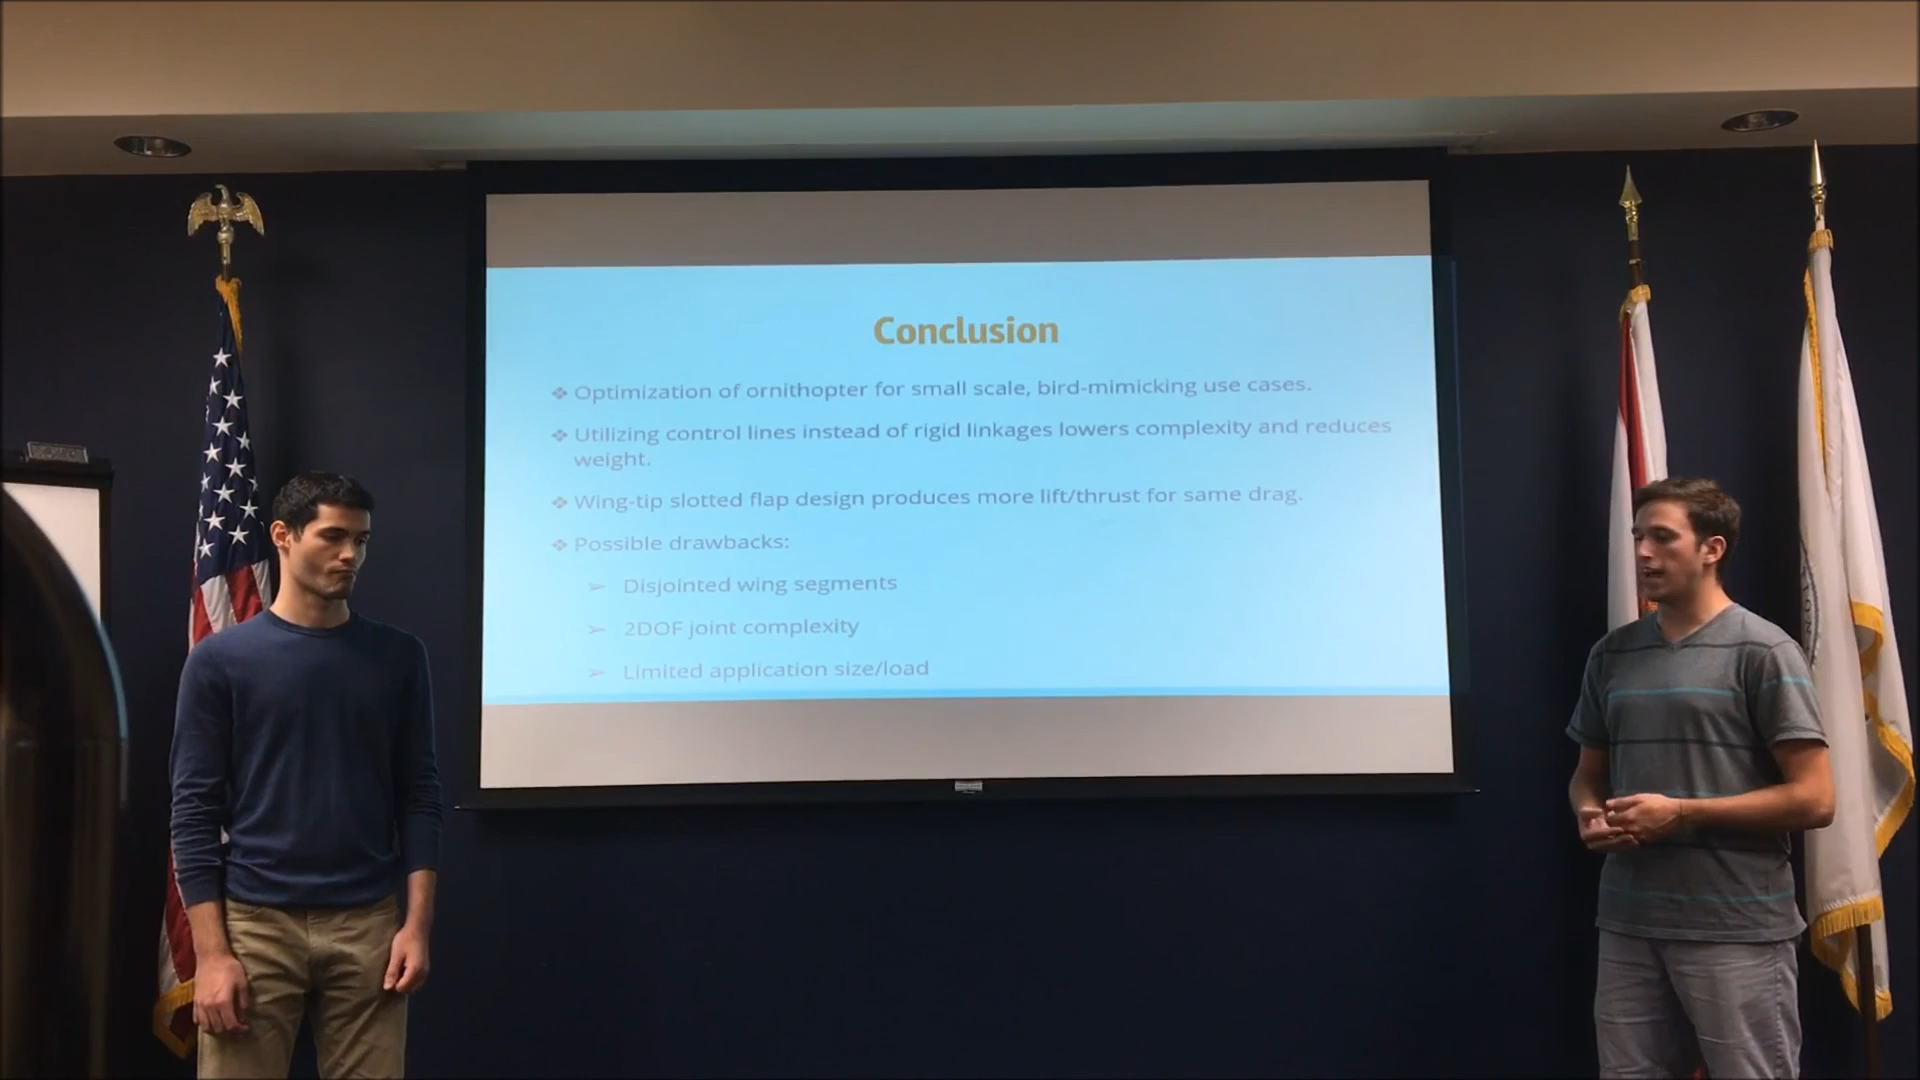 Conclusion
❖ Optimization of ornithopter for small scale, bird-mimicking use cases.
❖ Utilizing control lines instead of rigid linkages lowers complexity and reduces
weight.
❖ Wing-tip slotted flap design produces more lift/thrust for same drag.
❖ Possible drawbacks:
➢ Disjointed wing segments
➢ 2DOF joint complexity
➢ Limited application size/load